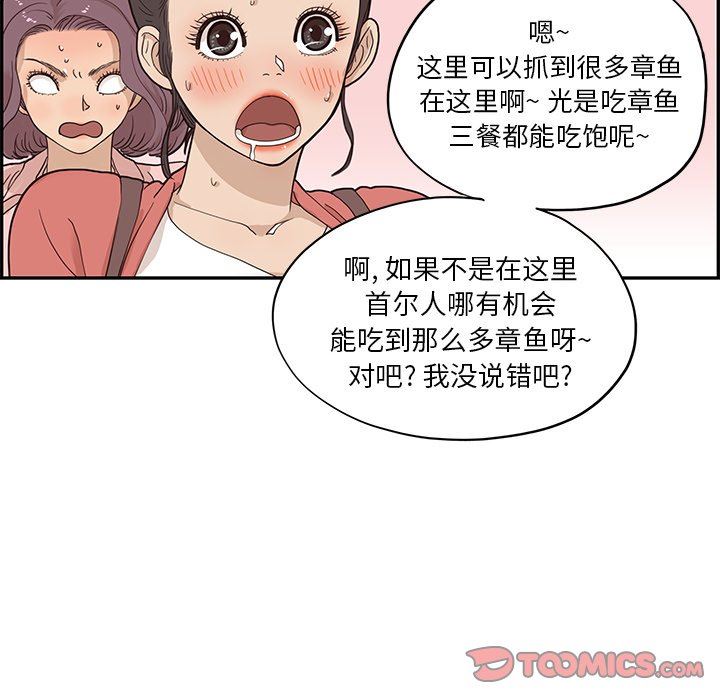 嗯~
这里可以抓到很多章鱼
在这里啊~ 光是吃章鱼
三餐都能吃饱呢~
啊, 如果不是在这里
首尔人哪有机会
能吃到那么多章鱼呀~
对吧? 我没说错吧?
TOOMICS.COM